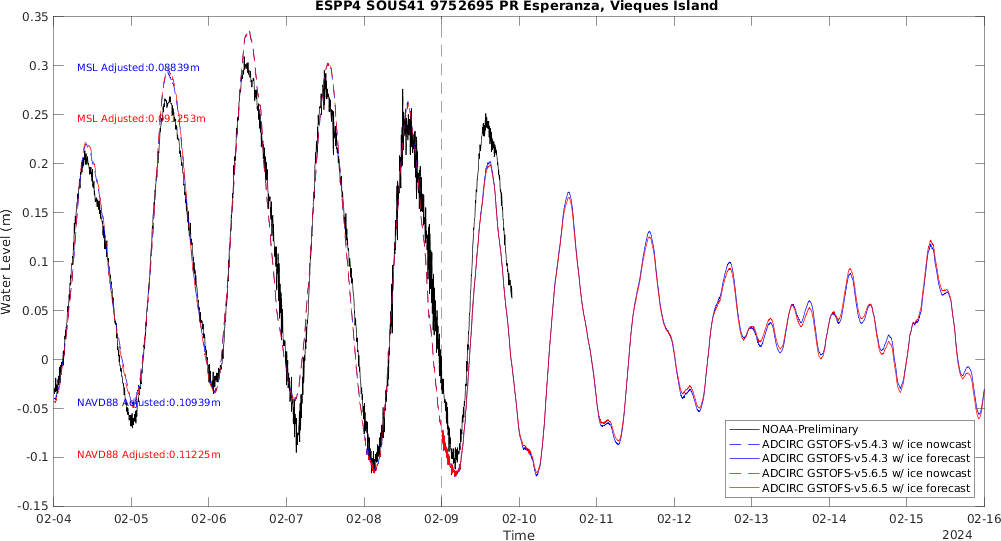 ESPP4 SOUS41 9752695 PR Esperanza, Vieques Island
0.35
0.3
0.25
0.2
0.15
0.1
0.05
0
-0.05
-0.1
-0.15
Water Level (m)
MSL Adjusted:0.08839m
MSL Adjusted:0.091253m
NAVD88 Adjusted:0.10939m
NAVD88 Adjusted:0.11225m
NOAA-Preliminary
ADCIRC GSTOFS-v5.4.3 w/ ice nowcast
ADCIRC GSTOFS-v5.4.3 w/ ice forecast
ADCIRC GSTOFS-v5.6.5 w/ ice nowcast
ADCIRC GSTOFS-v5.6.5 w/ ice forecast
02-04 02-05 02-06 02-07 02-08 02-09 02-10 02-11 02-12 02-13 02-14 02-15 02-16
Time
2024